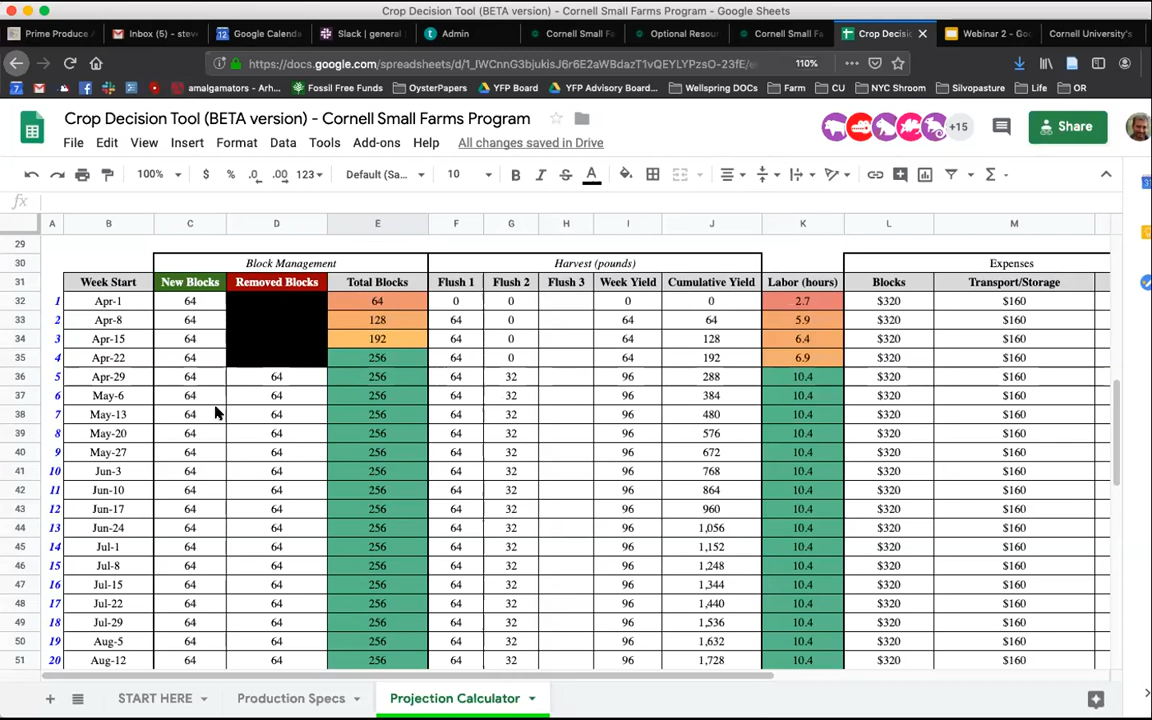 Crop Decision Tool (BETA version) - Cornell Small Farms Program - Google Sheets
Prime Produce A Inbox (5) - stev Google Calenda Slack | general Admin Cornell Small Fa Optional Resour Cornell Small Fa Crop Decisi Webinar 2 - Goo Cornell University's
https://docs.google.com/spreadsheets/d/1_IWCnnG3bjukisJ6r6E2aWBdazT1vQEYLYPzsO-23fE/e 110%
amalgamators - Arh... Fossil Free Funds OysterPapers YFP Board YFP Advisory Board... Wellspring DOCs Farm CU NYC Shroom Silvopasture Life OR
Crop Decision Tool (BETA version) - Cornell Small Farms Program
+15 Share
File Edit View Insert Format Data Tools Add-ons Help All changes saved in Drive
100% $ % .0 .00 123 Default (Sa... 10 B I S A
fx
A B C D E F G H I J K L M
29
30 Block Management Harvest (pounds) Expenses
31 Week Start New Blocks Removed Blocks Total Blocks Flush 1 Flush 2 Flush 3 Week Yield Cumulative Yield Labor (hours) Blocks Transport/Storage
32 1 Apr-1 64 64 0 0 0 0 2.7 $320 $160
33 2 Apr-8 64 128 64 0 64 64 5.9 $320 $160
34 3 Apr-15 64 192 64 0 64 128 6.4 $320 $160
35 4 Apr-22 64 256 64 0 64 192 6.9 $320 $160
36 5 Apr-29 64 64 256 64 32 96 288 10.4 $320 $160
37 6 May-6 64 64 256 64 32 96 384 10.4 $320 $160
38 7 May-13 64 64 256 64 32 96 480 10.4 $320 $160
39 8 May-20 64 64 256 64 32 96 576 10.4 $320 $160
40 9 May-27 64 64 256 64 32 96 672 10.4 $320 $160
41 10 Jun-3 64 64 256 64 32 96 768 10.4 $320 $160
42 11 Jun-10 64 64 256 64 32 96 864 10.4 $320 $160
43 12 Jun-17 64 64 256 64 32 96 960 10.4 $320 $160
44 13 Jun-24 64 64 256 64 32 96 1,056 10.4 $320 $160
45 14 Jul-1 64 64 256 64 32 96 1,152 10.4 $320 $160
46 15 Jul-8 64 64 256 64 32 96 1,248 10.4 $320 $160
47 16 Jul-15 64 64 256 64 32 96 1,344 10.4 $320 $160
48 17 Jul-22 64 64 256 64 32 96 1,440 10.4 $320 $160
49 18 Jul-29 64 64 256 64 32 96 1,536 10.4 $320 $160
50 19 Aug-5 64 64 256 64 32 96 1,632 10.4 $320 $160
51 20 Aug-12 64 64 256 64 32 96 1,728 10.4 $320 $160
START HERE Production Specs Projection Calculator